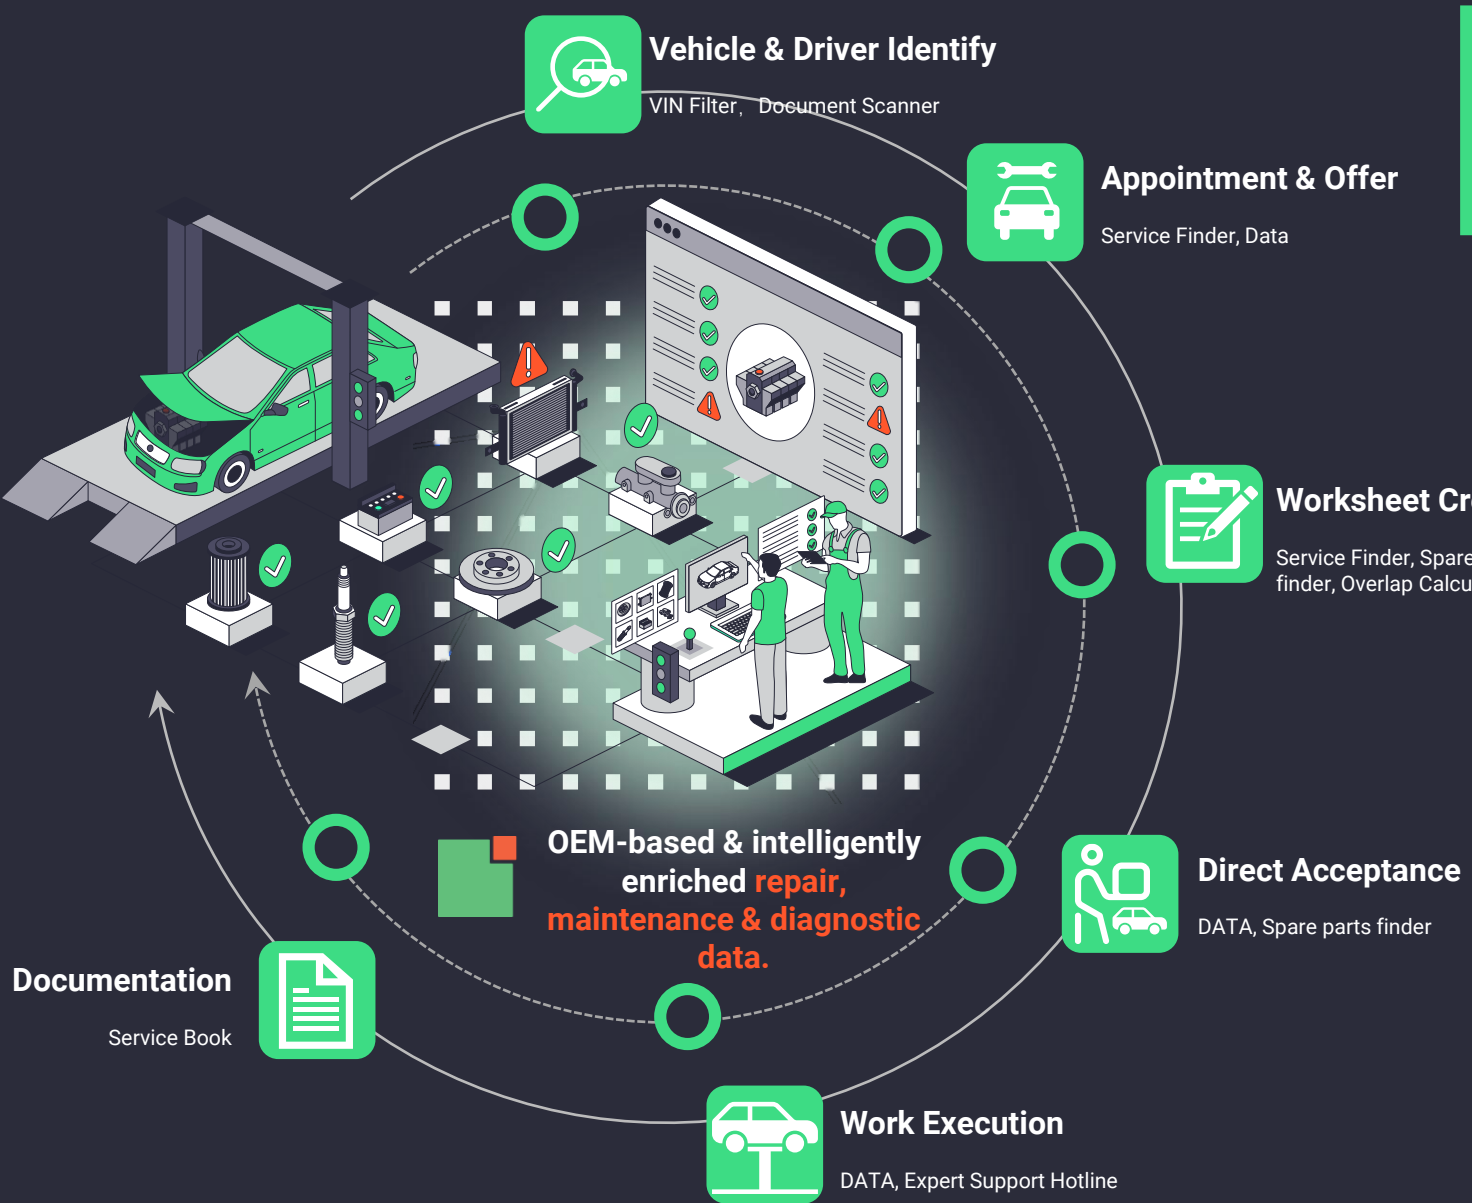 Vehicle & Driver Identify
VIN Filter, Document Scanner
Appointment & Offer
Service Finder, Data
Worksheet
Service Finder, Spare
finder, Overlap
Direct Acceptance
DATA, Spare parts finder
Work Execution
DATA, Expert Support Hotline
Documentation
Service Book
OEM-based & intelligently
enriched repair,
maintenance & diagnostic
data.